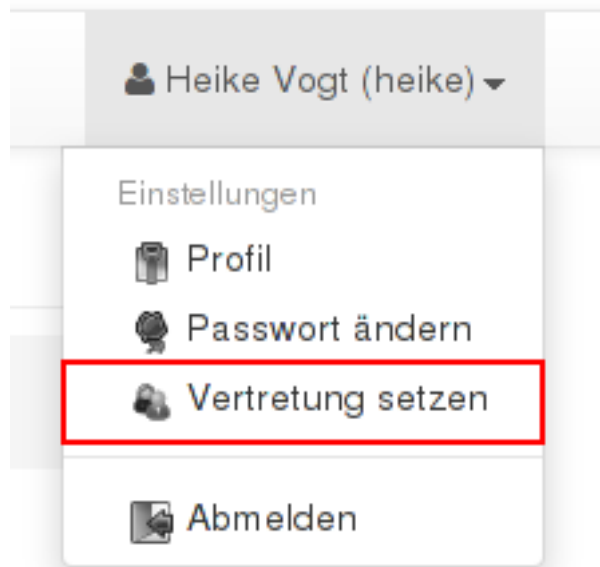 Heike Vogt (heike)
Einstellungen
Profil
Passwort ändern
Vertretung setzen
Abmelden